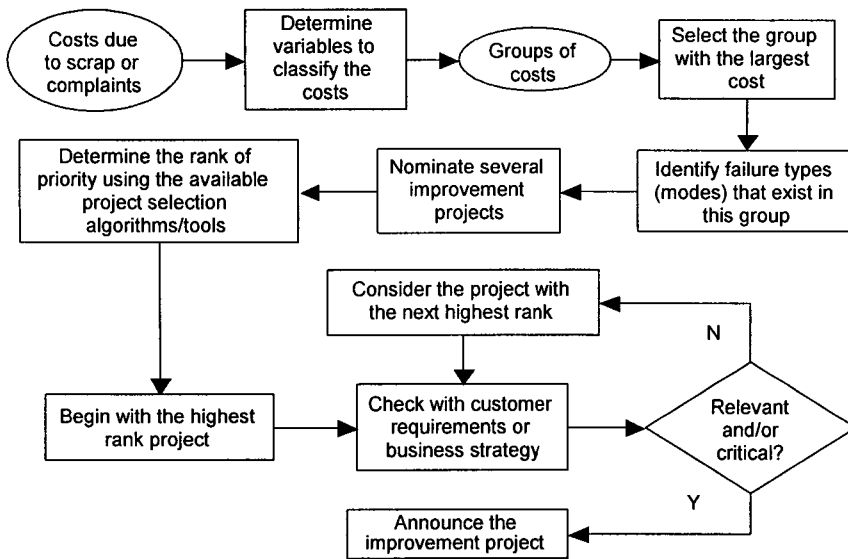 Costs due
to scrap or
complaints
Determine
variables to
classify the
costs
Groups of
costs
Select the group
with the largest
cost
Identify failure types
(modes) that exist in
this group
Nominate several
improvement
projects
Determine the rank of
priority using the
available
project selection
algorithms/tools
Begin with the highest
rank project
Consider the project with
the next highest rank
Check with customer
requirements or
business strategy
Relevant
and/or
critical?
N
Y
Announce the
improvement project